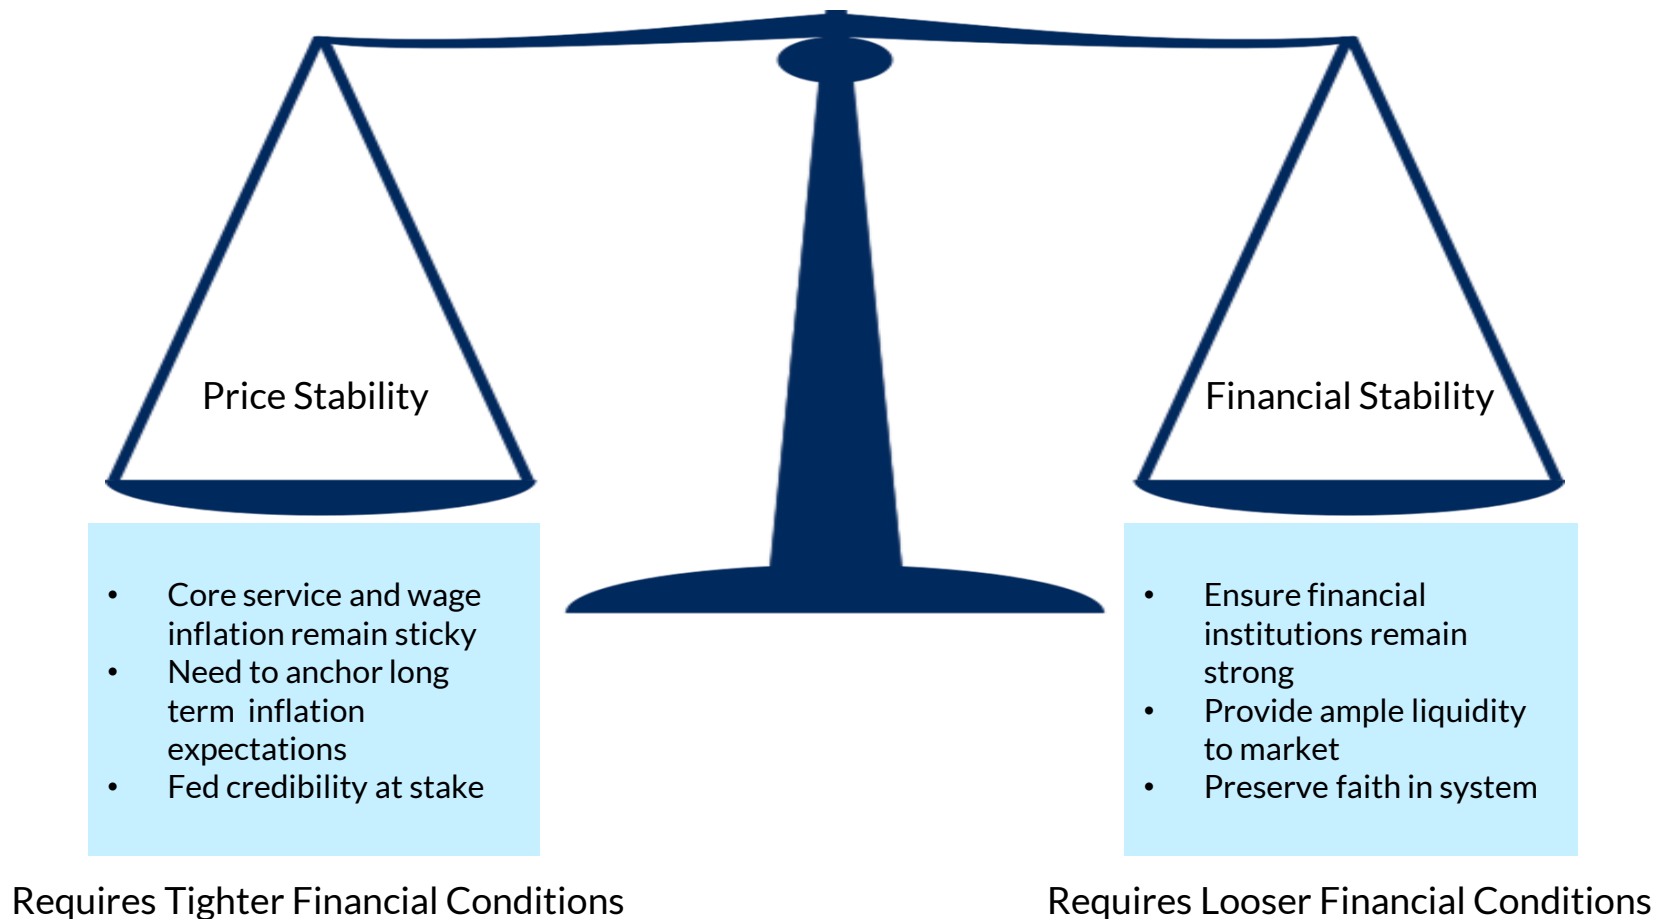 Price Stability
Financial Stability
• Core service and wage
inflation remain sticky
• Need to anchor long
term  inflation
expectations
• Fed credibility at stake
• Ensure financial
institutions remain
strong
• Provide ample liquidity
to market
• Preserve faith in system
Requires Tighter Financial Conditions
Requires Looser Financial Conditions